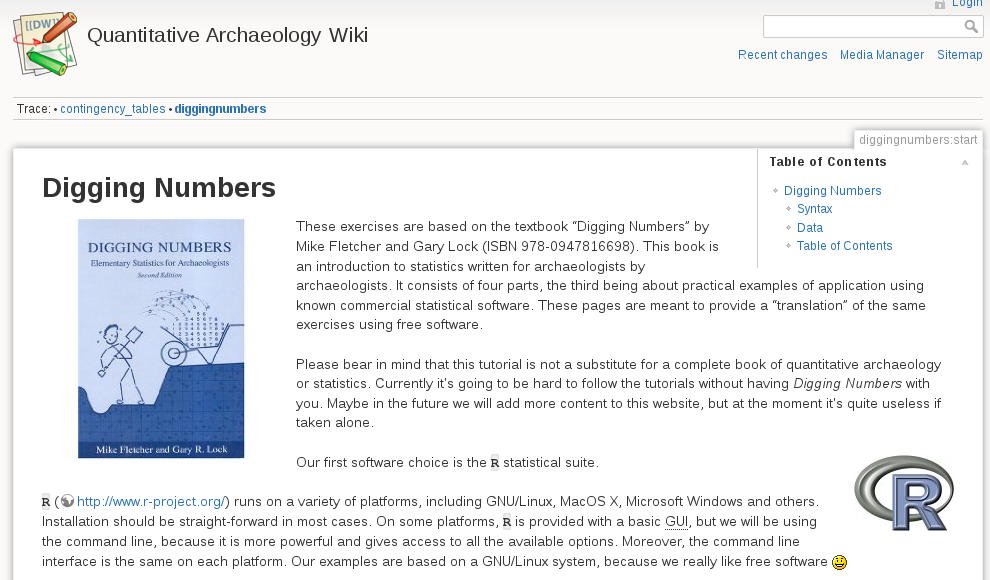 Login
[[DW]]
Quantitative Archaeology Wiki
Recent changes Media Manager Sitemap
Trace: • contingency_tables • diggingnumbers
diggingnumbers:start
Table of Contents
Digging Numbers
Syntax
Data
Table of Contents
Digging Numbers
DIGGING NUMBERS
Elementary Statistics for Archaeologists
Second Edition
Mike Fletcher and Gary R. Lock
These exercises are based on the textbook “Digging Numbers” by
Mike Fletcher and Gary Lock (ISBN 978-0947816698). This book is
an introduction to statistics written for archaeologists by
archaeologists. It consists of four parts, the third being about practical examples of application using
known commercial statistical software. These pages are meant to provide a “translation” of the same
exercises using free software.
Please bear in mind that this tutorial is not a substitute for a complete book of quantitative archaeology
or statistics. Currently it's going to be hard to follow the tutorials without having Digging Numbers with
you. Maybe in the future we will add more content to this website, but at the moment it's quite useless if
taken alone.
Our first software choice is the R statistical suite.
R
R (http://www.r-project.org/) runs on a variety of platforms, including GNU/Linux, MacOS X, Microsoft Windows and others.
Installation should be straight-forward in most cases. On some platforms, R is provided with a basic GUI, but we will be using
the command line, because it is more powerful and gives access to all the available options. Moreover, the command line
interface is the same on each platform. Our examples are based on a GNU/Linux system, because we really like free software